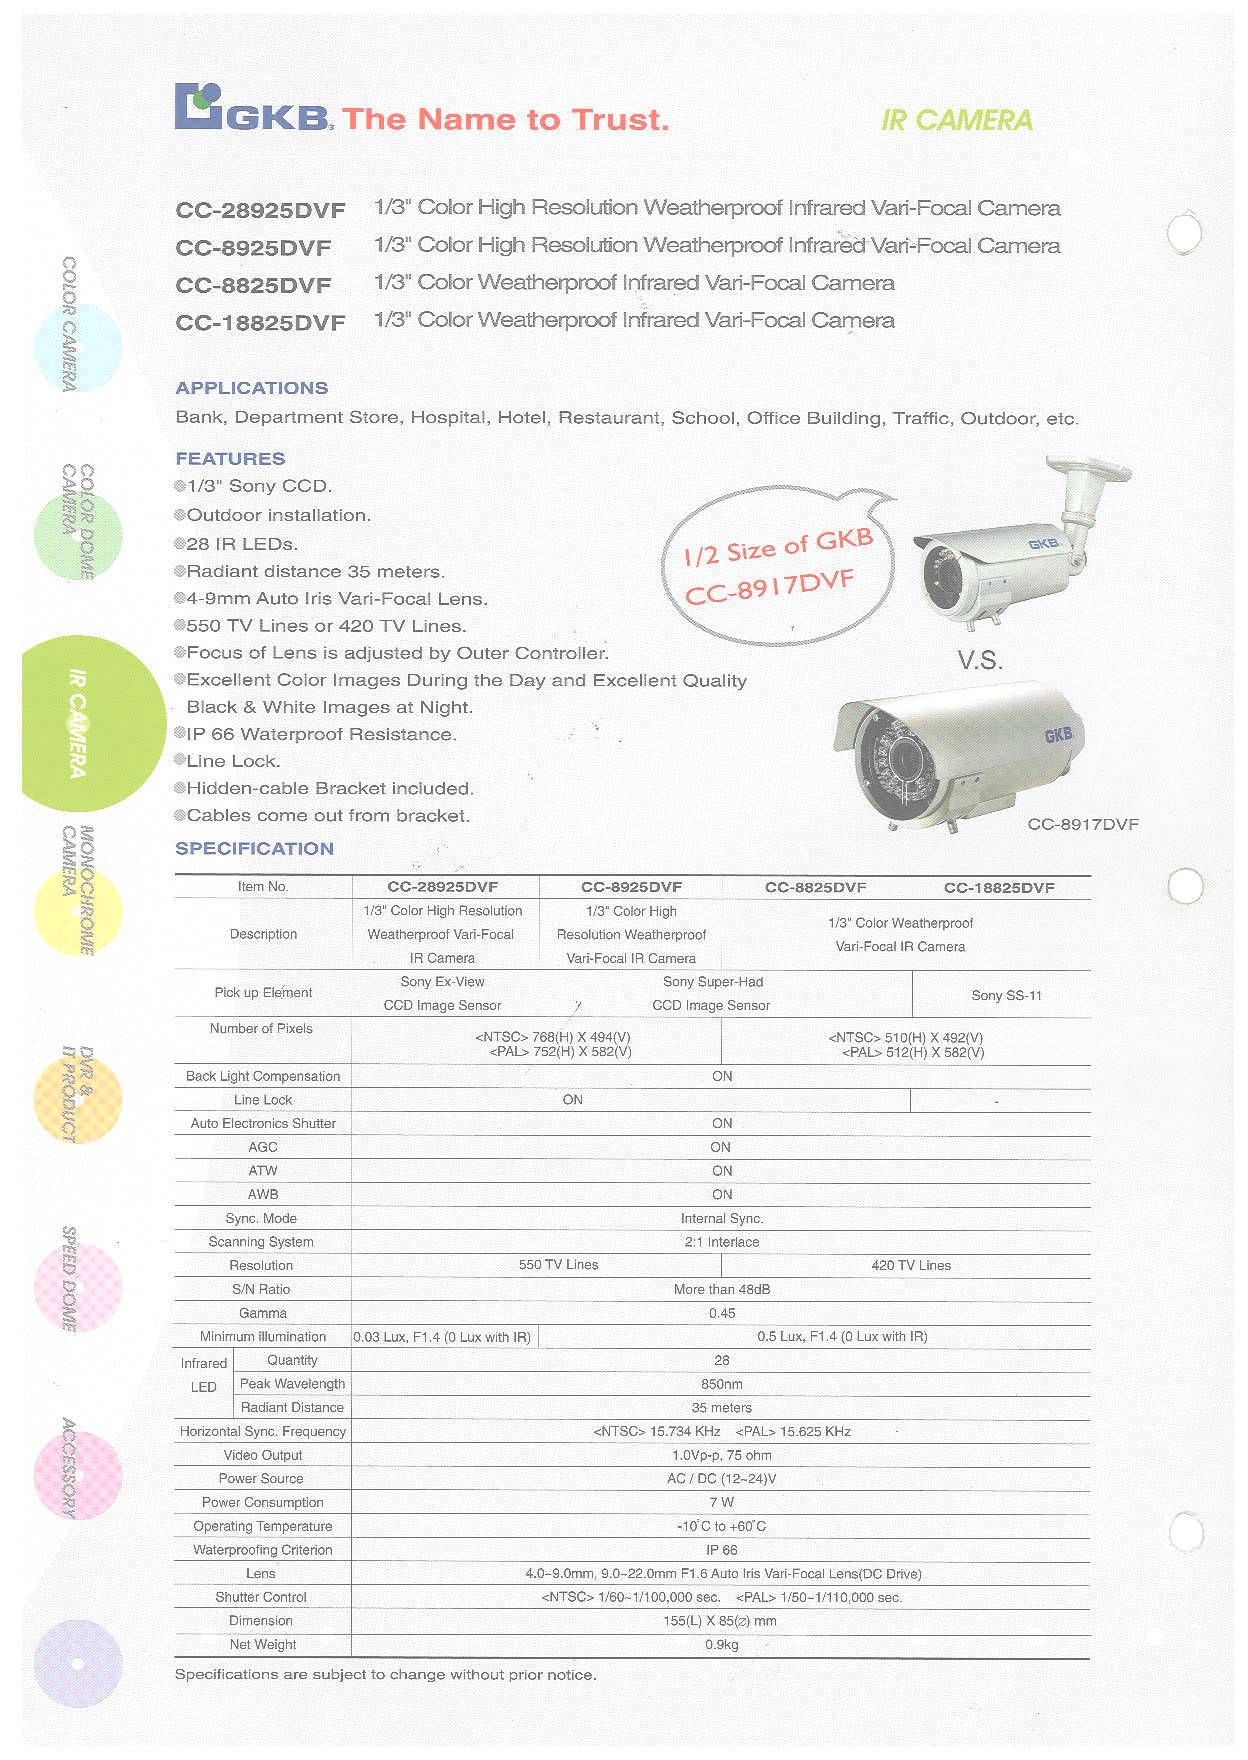 GKB. The Name to Trust.
IR CAMERA
CC-28925DVF 1/3" Color High Resolution Weatherproof Infrared Vari-Focal Camera
CC-8925DVF 1/3" Color High Resolution Weatherproof Infrared Vari-Focal Camera
CC-8825DVF 1/3" Color Weatherproof Infrared Vari-Focal Camera
CC-18825DVF 1/3" Color Weatherproof Infrared Vari-Focal Camera
COLOR CAMERA
COLOR DOME
CAMERA
IR CAMERA
MONOCHROME
CAMERA
DVR &
IT PRODUCT
SPEED DOME
ACCESSORY
APPLICATIONS
Bank, Department Store, Hospital, Hotel, Restaurant, School, Office Building, Traffic, Outdoor, etc.
FEATURES
1/3" Sony CCD.
Outdoor installation.
28 IR LEDs.
Radiant distance 35 meters.
4-9mm Auto Iris Vari-Focal Lens.
550 TV Lines or 420 TV Lines.
Focus of Lens is adjusted by Outer Controller.
Excellent Color Images During the Day and Excellent Quality
Black & White Images at Night.
IP 66 Waterproof Resistance.
Line Lock.
Hidden-cable Bracket included.
Cables come out from bracket.
1/2 Size of GKB
CC-8917DVF
GKB
V.S.
GKB
CC-8917DVF
SPECIFICATION
Item No. CC-28925DVF CC-8925DVF CC-8825DVF CC-18825DVF
Description
1/3" Color High Resolution
Weatherproof Vari-Focal
IR Camera
1/3" Color High
Resolution Weatherproof
Vari-Focal IR Camera
1/3" Color Weatherproof
Vari-Focal IR Camera
Pick up Element
Sony Ex-View
CCD Image Sensor
Sony Super-Had
CCD Image Sensor
Sony SS-11
Number of Pixels
<NTSC> 768(H) X 494(V)
<PAL> 752(H) X 582(V)
<NTSC> 510(H) X 492(V)
<PAL> 512(H) X 582(V)
Back Light Compensation ON
Line Lock ON -
Auto Electronics Shutter ON
AGC ON
ATW ON
AWB ON
Sync. Mode Internal Sync.
Scanning System 2:1 Interlace
Resolution 550 TV Lines 420 TV Lines
S/N Ratio More than 48dB
Gamma 0.45
Minimum illumination 0.03 Lux, F1.4 (0 Lux with IR) 0.5 Lux, F1.4 (0 Lux with IR)
Infrared
LED
Quantity 28
Peak Wavelength 850nm
Radiant Distance 35 meters
Horizontal Sync. Frequency <NTSC> 15.734 KHz <PAL> 15.625 KHz
Video Output 1.0Vp-p, 75 ohm
Power Source AC / DC (12~24)V
Power Consumption 7 W
Operating Temperature -10°C to +60°C
Waterproofing Criterion IP 66
Lens 4.0~9.0mm, 9.0~22.0mm F1.6 Auto Iris Vari-Focal Lens(DC Drive)
Shutter Control <NTSC> 1/60~1/100,000 sec. <PAL> 1/50~1/110,000 sec.
Dimension 155(L) X 85(⌀) mm
Net Weight 0.9kg
Specifications are subject to change without prior notice.